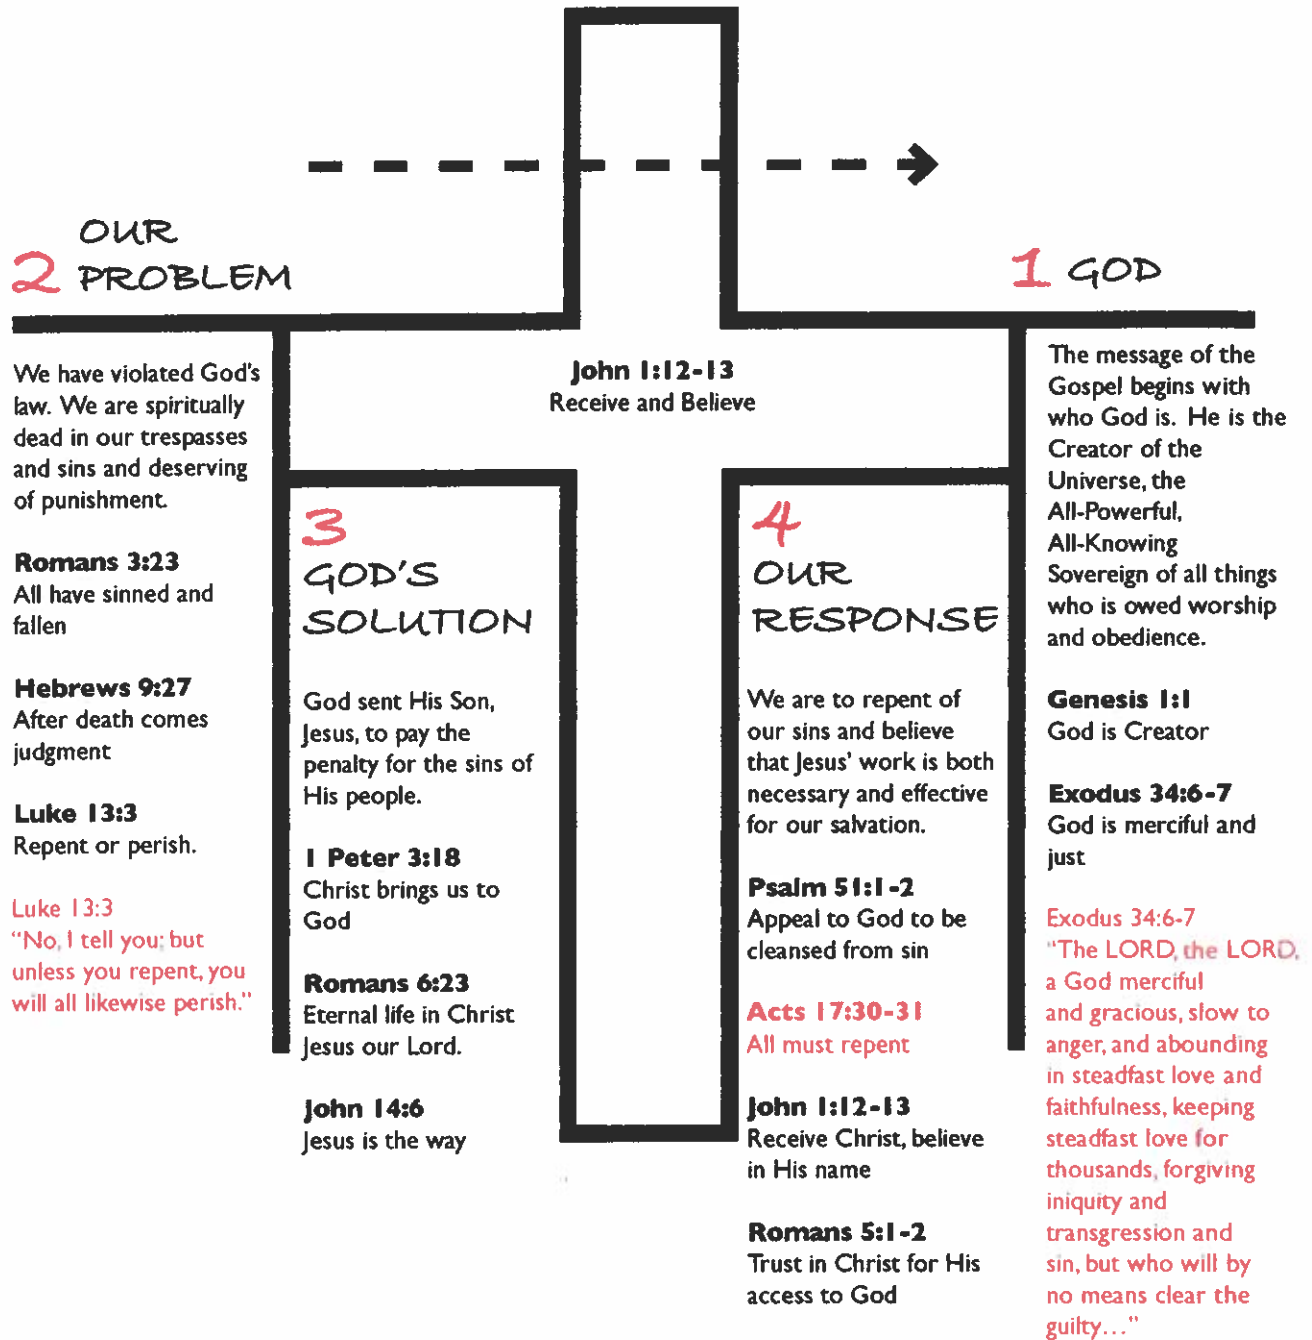 OUR
2 PROBLEM
We have violated God's
law. We are spiritually
dead in our trespasses
and sins and deserving
of punishment.
Romans 3:23
All have sinned and
fallen
Hebrews 9:27
After death comes
judgment
Luke 13:3
Repent or perish.
Luke 13:3
"No, I tell you; but
unless you repent, you
will all likewise perish."
John 1:12-13
Receive and Believe
3
GOD'S
SOLUTION
God sent His Son,
Jesus, to pay the
penalty for the sins of
His people.
1 Peter 3:18
Christ brings us to
God
Romans 6:23
Eternal life in Christ
Jesus our Lord.
John 14:6
Jesus is the way
4
OUR
RESPONSE
We are to repent of
our sins and believe
that Jesus' work is both
necessary and effective
for our salvation.
Psalm 51:1-2
Appeal to God to be
cleansed from sin
Acts 17:30-31
All must repent
John 1:12-13
Receive Christ, believe
in His name
Romans 5:1-2
Trust in Christ for His
access to God
1 GOD
The message of the
Gospel begins with
who God is. He is the
Creator of the
Universe, the
All-Powerful,
All-Knowing
Sovereign of all things
who is owed worship
and obedience.
Genesis 1:1
God is Creator
Exodus 34:6-7
God is merciful and
just
Exodus 34:6-7
"The LORD, the LORD,
a God merciful
and gracious, slow to
anger, and abounding
in steadfast love and
faithfulness, keeping
steadfast love for
thousands, forgiving
iniquity and
transgression and
sin, but who will by
no means clear the
guilty..."